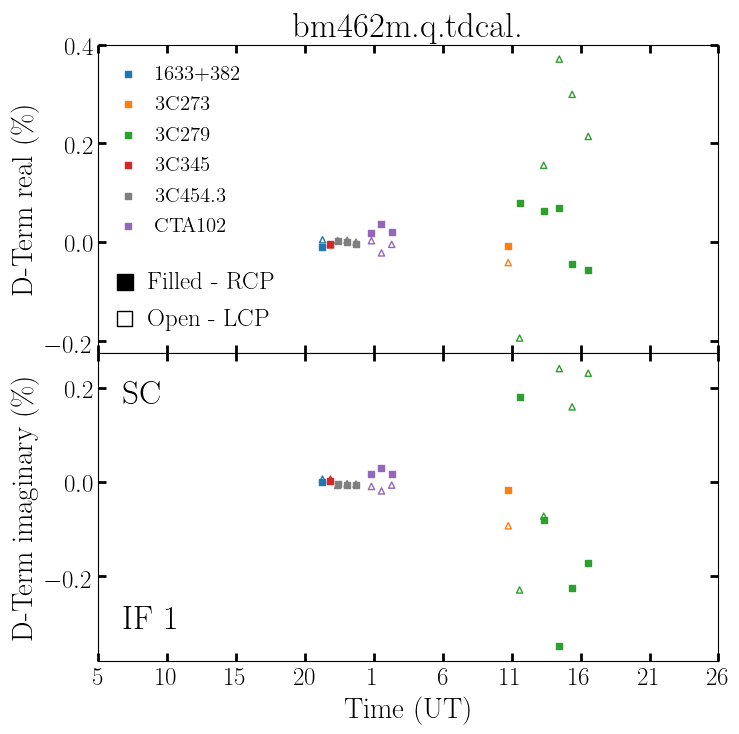 bm462m.q.tdcal.
D-Term real (%)
0.4
0.2
0.0
−0.2
1633+382
3C273
3C279
3C345
3C454.3
CTA102
Filled - RCP
Open - LCP
D-Term imaginary (%)
0.2
0.0
−0.2
SC
IF 1
5 10 15 20 1 6 11 16 21 26
Time (UT)